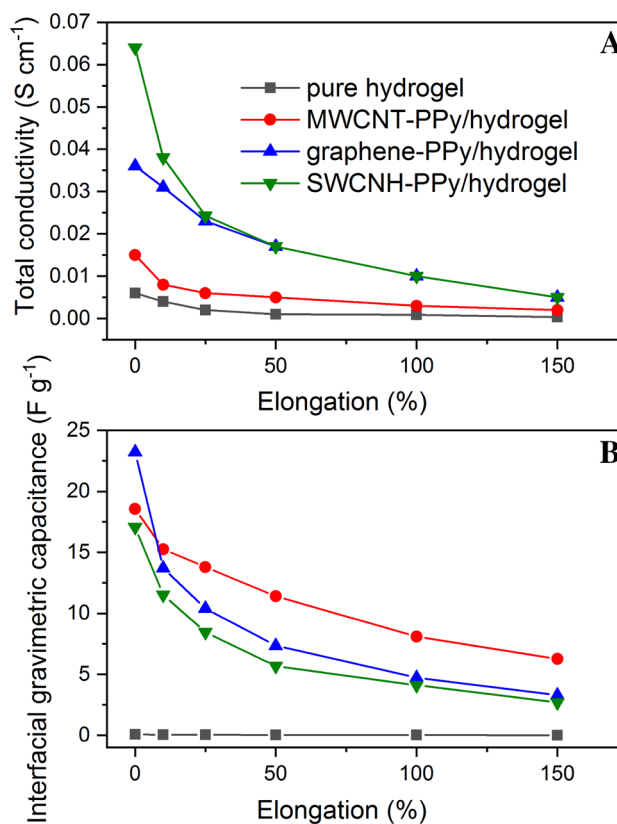 A
Total conductivity (S cm⁻¹)
0.07
0.06
0.05
0.04
0.03
0.02
0.01
0.00
pure hydrogel
MWCNT-PPy/hydrogel
graphene-PPy/hydrogel
SWCNH-PPy/hydrogel
0 50 100 150
Elongation (%)
B
Interfacial gravimetric capacitance (F g⁻¹)
25
20
15
10
5
0
0 50 100 150
Elongation (%)